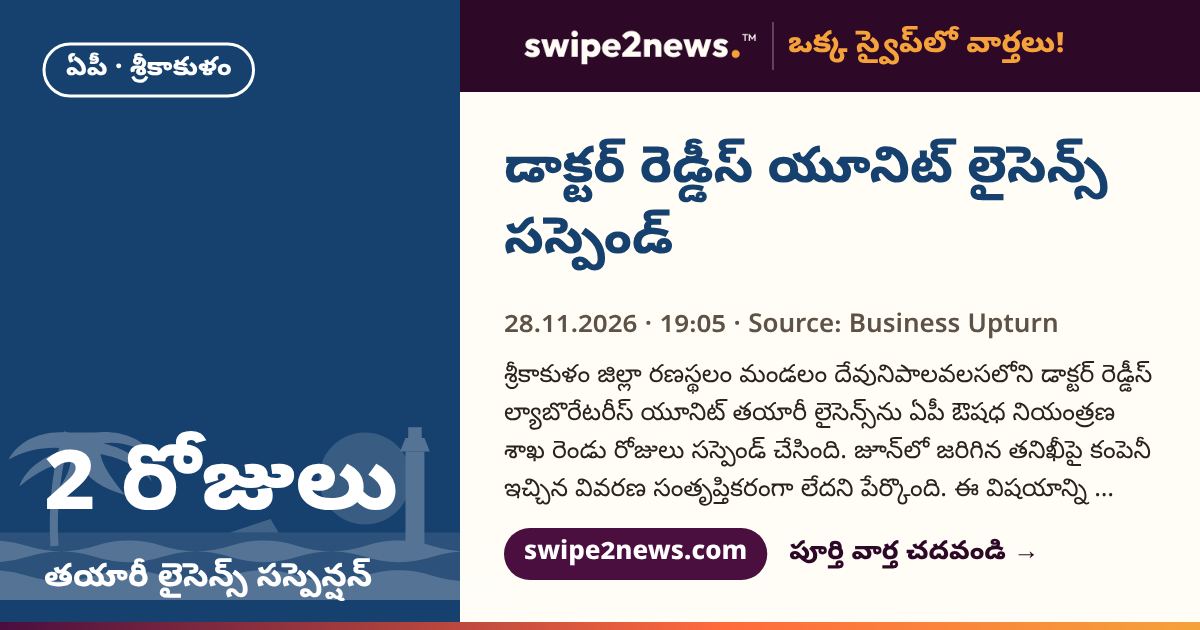 ఏపీ · శ్రీకాకుళం
2 రోజులు
తయారీ లైసెన్స్ సస్పెన్షన్
swipe2news.™ ఒక్క స్వైప్‌లో వార్తలు!
డాక్టర్ రెడ్డీస్ యూనిట్ లైసెన్స్
సస్పెండ్
28.11.2026 · 19:05 · Source: Business Upturn
శ్రీకాకుళం జిల్లా రణస్థలం మండలం దేవునిపాలవలసలోని డాక్టర్ రెడ్డీస్
ల్యాబొరేటరీస్ యూనిట్ తయారీ లైసెన్స్‌ను ఏపీ ఔషధ నియంత్రణ
శాఖ రెండు రోజులు సస్పెండ్ చేసింది. జూన్‌లో జరిగిన తనిఖీపై కంపెనీ
ఇచ్చిన వివరణ సంతృప్తికరంగా లేదని పేర్కొంది. ఈ విషయాన్ని ...
swipe2news.com పూర్తి వార్త చదవండి →